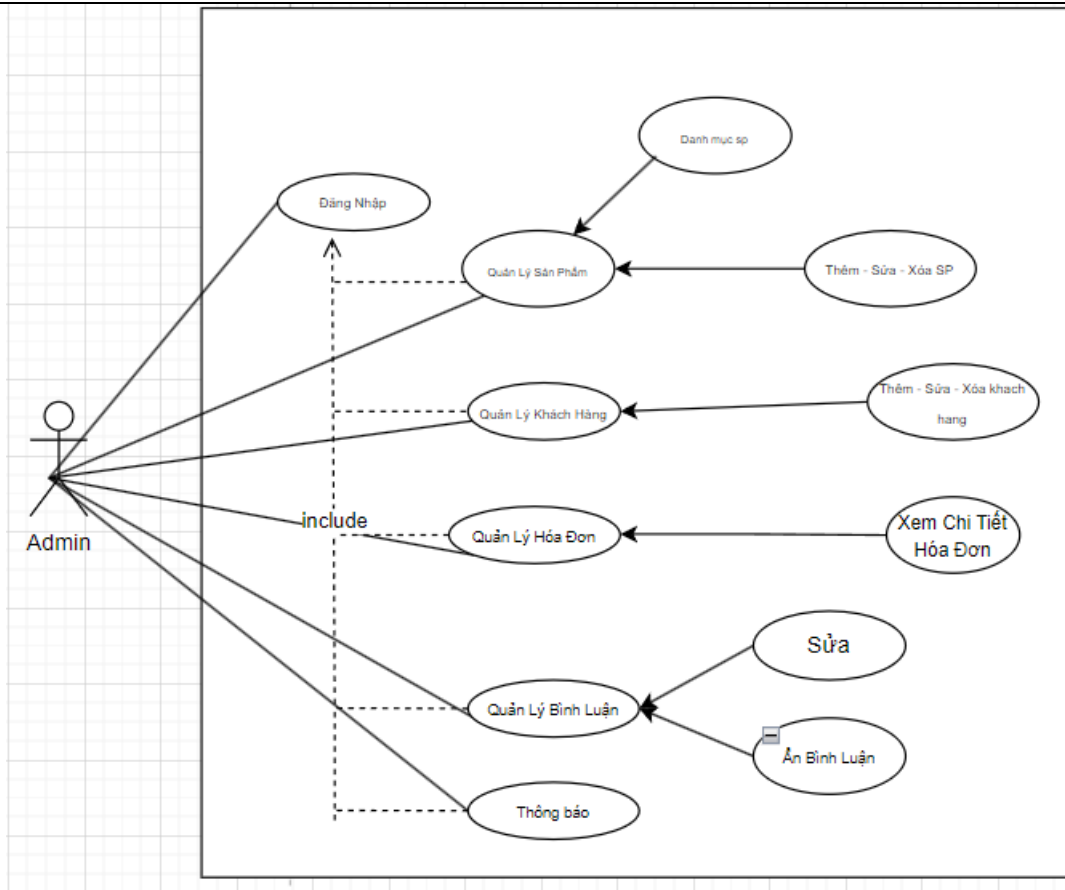 Danh mục sp
Đăng Nhập
Quản Lý Sản Phẩm
Thêm - Sửa - Xóa SP
Quản Lý Khách Hàng
Thêm - Sửa - Xóa khach
hang
include
Quản Lý Hóa Đơn
Xem Chi Tiết
Hóa Đơn
Admin
Sửa
Quản Lý Bình Luận
Ẩn Bình Luận
Thông báo